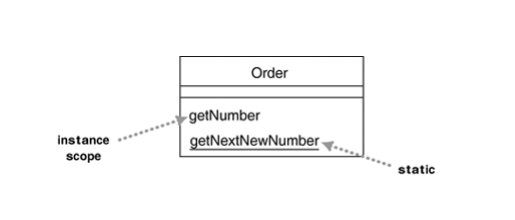 Order
getNumber
getNextNewNumber
instance
scope
static